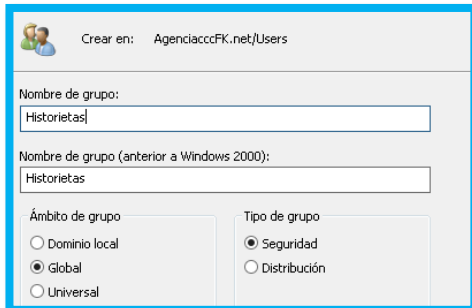 Crear en: AgenciacccFK.net/Users
Nombre de grupo:
Historietas
Nombre de grupo (anterior a Windows 2000):
Historietas
Ámbito de grupo
Dominio local
Global
Universal
Tipo de grupo
Seguridad
Distribución